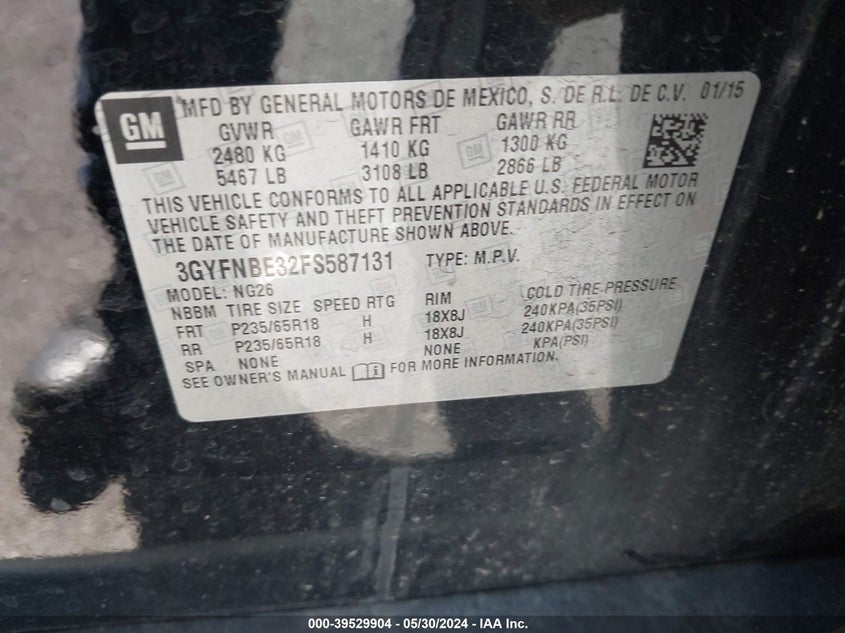 GM
MFD BY GENERAL MOTORS DE MEXICO, S. DE R.L. DE C.V. 01/15
GVWR GAWR FRT GAWR RR
2480 KG 1410 KG 1300 KG
5467 LB 3108 LB 2866 LB
THIS VEHICLE CONFORMS TO ALL APPLICABLE U.S. FEDERAL MOTOR
VEHICLE SAFETY AND THEFT PREVENTION STANDARDS IN EFFECT ON
THE DATE OF MANUFACTURE SHOWN ABOVE.
3GYFNBE32FS587131 TYPE: M.P.V.
MODEL: NG26
NBBM TIRE SIZE SPEED RTG RIM COLD TIRE PRESSURE
FRT P235/65R18 H 18X8J 240KPA(35PSI)
RR P235/65R18 H 18X8J 240KPA(35PSI)
SPA NONE NONE KPA(PSI)
SEE OWNER'S MANUAL FOR MORE INFORMATION.
000-39529904 / 05/30/2024 - IAA Inc.